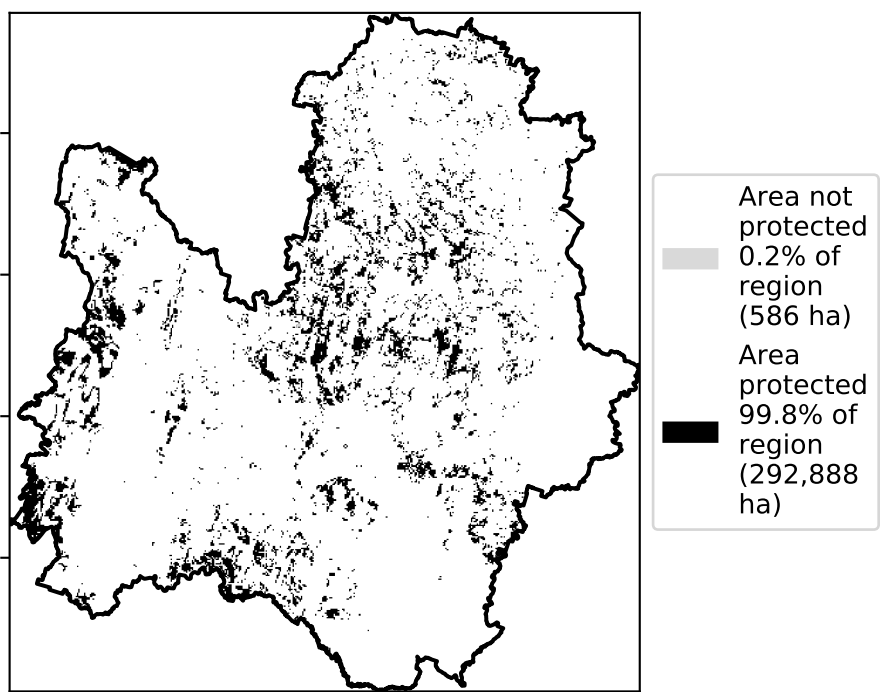 Area not
protected
0.2% of
region
(586 ha)
Area
protected
99.8% of
region
(292,888
ha)